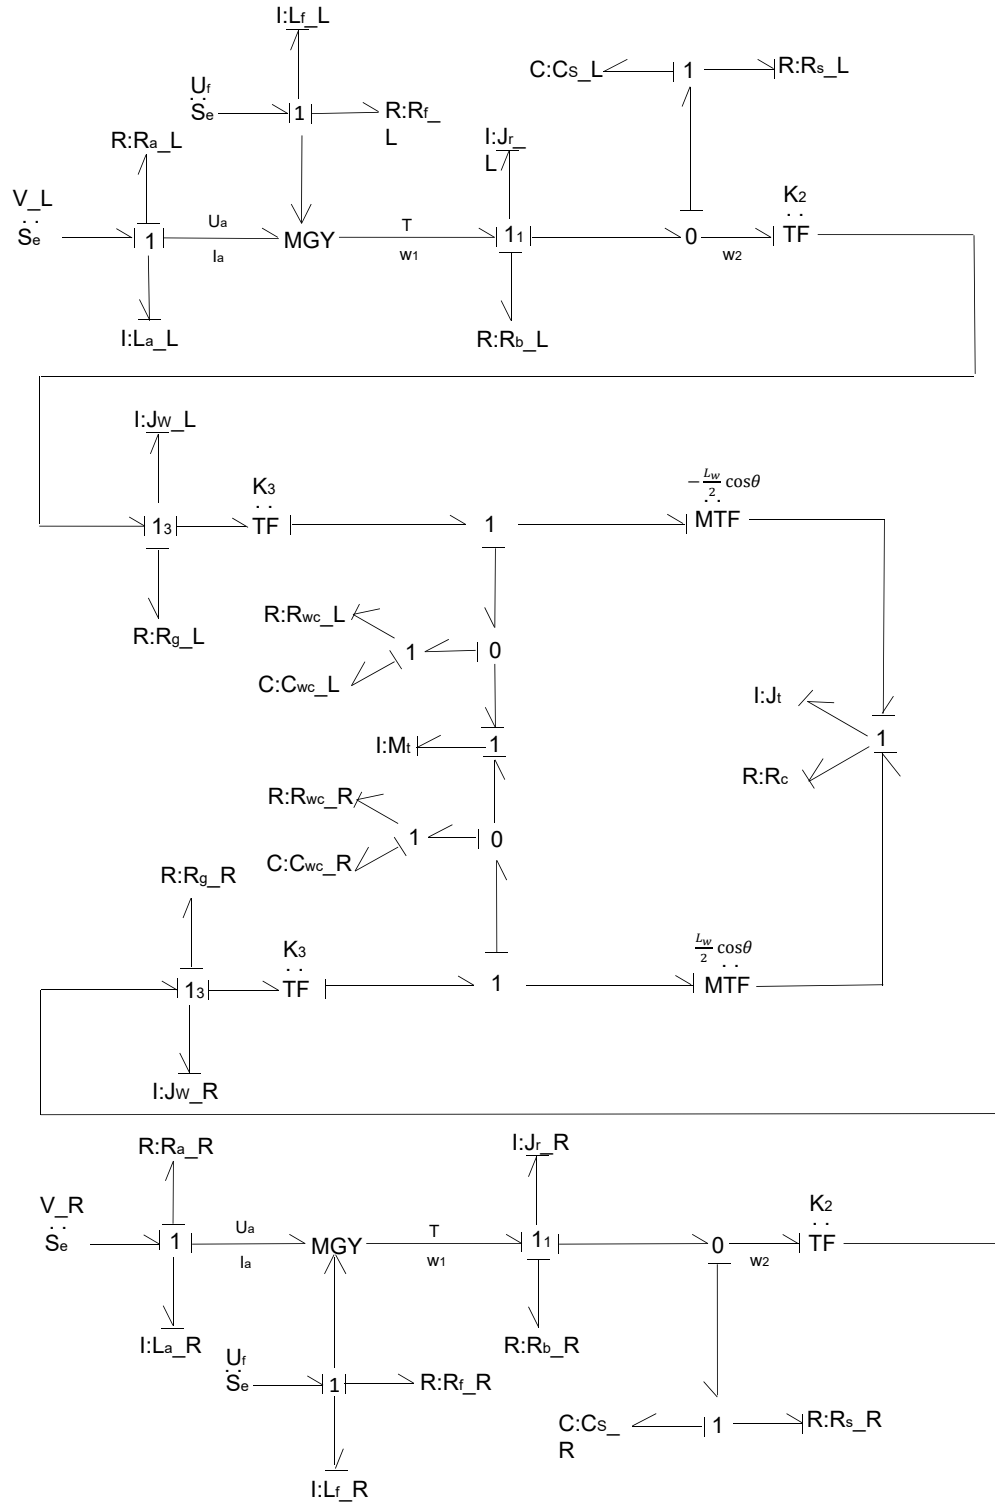 I:Lf_L
Uf
Se
1
R:Rf_
L
C:CS_L
1
R:Rs_L
R:Ra_L
I:Jr_
L
V_L
Se
1
Ua
Ia
MGY
T
w1
11
0
w2
K2
TF
I:La_L
R:Rb_L
I:JW_L
K3
−Lw/2 cosθ
13
TF
1
MTF
R:Rg_L
R:Rwc_L
1
0
C:Cwc_L
I:Jt
I:Mt
1
1
R:Rc
R:Rwc_R
1
0
C:Cwc_R
R:Rg_R
K3
Lw/2 cosθ
13
TF
1
MTF
I:JW_R
R:Ra_R
I:Jr_R
V_R
Se
1
Ua
Ia
MGY
T
w1
11
0
w2
K2
TF
I:La_R
R:Rb_R
Uf
Se
1
R:Rf_R
C:CS_
R
1
R:Rs_R
I:Lf_R